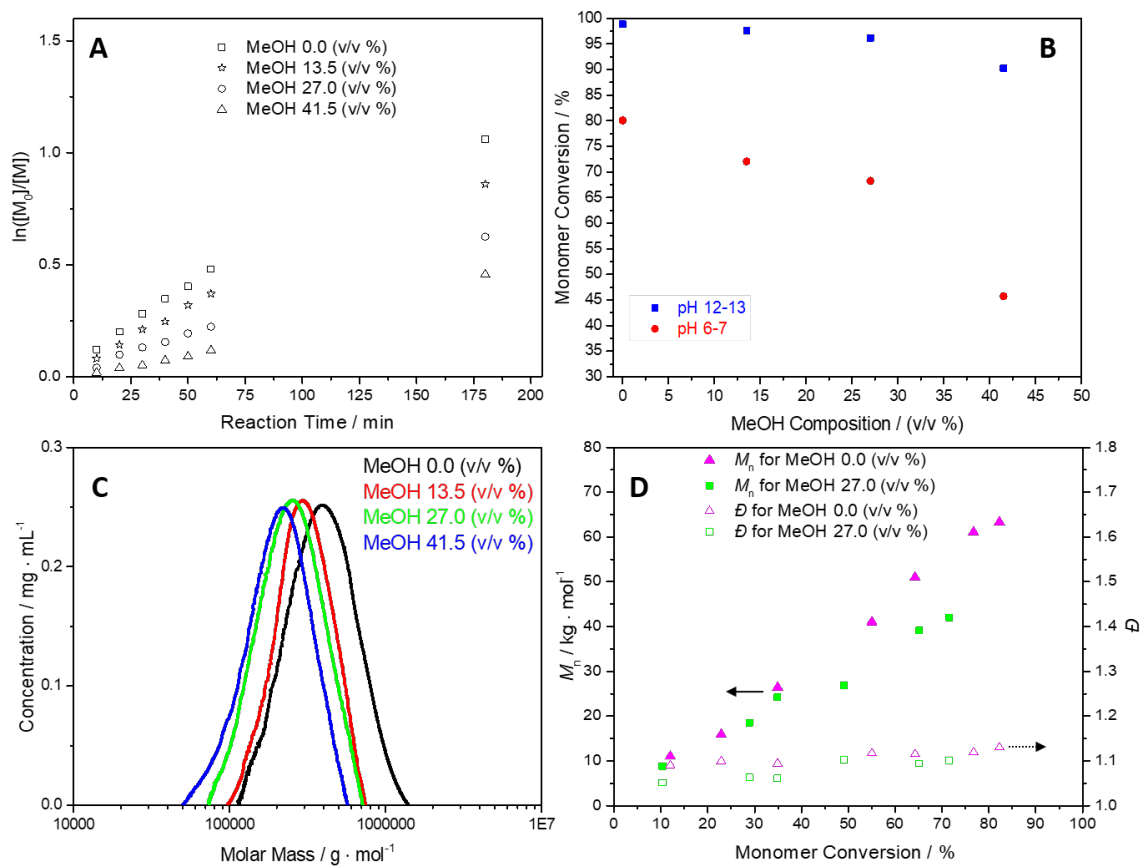 A
MeOH 0.0 (v/v %)
MeOH 13.5 (v/v %)
MeOH 27.0 (v/v %)
MeOH 41.5 (v/v %)
ln([M₀]/[M])
1.5
1.0
0.5
0.0
0 25 50 75 100 125 150 175 200
Reaction Time / min
B
Monomer Conversion / %
100
95
90
85
80
75
70
65
60
55
50
45
40
35
30
pH 12-13
pH 6-7
0 5 10 15 20 25 30 35 40 45 50
MeOH Composition / (v/v %)
C
MeOH 0.0 (v/v %)
MeOH 13.5 (v/v %)
MeOH 27.0 (v/v %)
MeOH 41.5 (v/v %)
Concentration / mg · mL⁻¹
0.3
0.2
0.1
0.0
10000 100000 1000000 1E7
Molar Mass / g · mol⁻¹
D
Mₙ for MeOH 0.0 (v/v %)
Mₙ for MeOH 27.0 (v/v %)
Đ for MeOH 0.0 (v/v %)
Đ for MeOH 27.0 (v/v %)
Mₙ / kg · mol⁻¹
80
70
60
50
40
30
20
10
0
1.8
1.7
1.6
1.5
1.4
1.3
1.2
1.1
1.0
Đ
0 10 20 30 40 50 60 70 80 90 100
Monomer Conversion / %